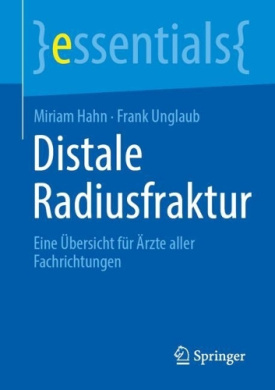 }essentials{
Miriam Hahn · Frank Unglaub
Distale
Radiusfraktur
Eine Übersicht für Ärzte aller
Fachrichtungen
Springer